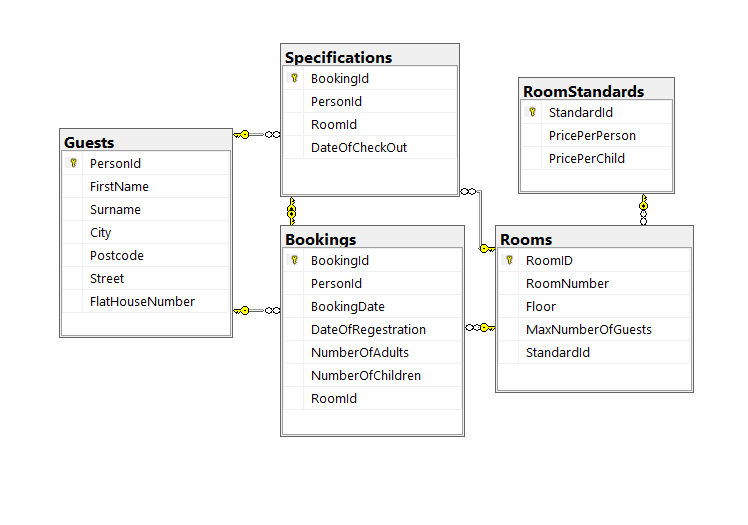 Specifications
BookingId
PersonId
RoomId
DateOfCheckOut
RoomStandards
StandardId
PricePerPerson
PricePerChild
Guests
PersonId
FirstName
Surname
City
Postcode
Street
FlatHouseNumber
Bookings
BookingId
PersonId
BookingDate
DateOfRegestration
NumberOfAdults
NumberOfChildren
RoomId
Rooms
RoomID
RoomNumber
Floor
MaxNumberOfGuests
StandardId